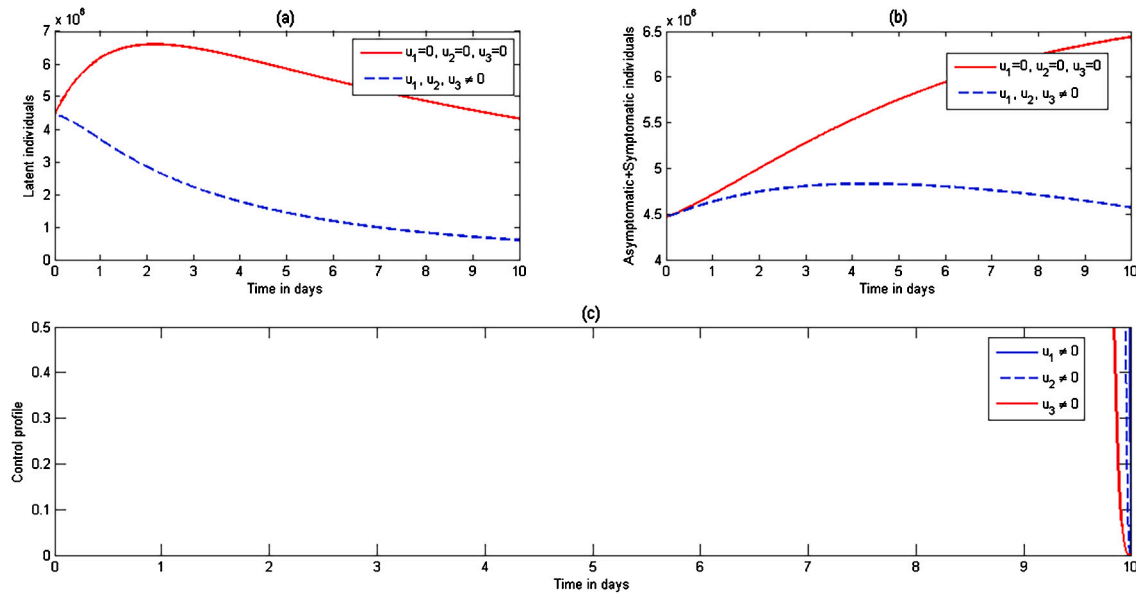 (a)
x 10⁶
7
6
5
4
3
2
1
0
Latent individuals
u₁=0, u₂=0, u₃=0
u₁, u₂, u₃ ≠ 0
0 1 2 3 4 5 6 7 8 9 10
Time in days
(b)
x 10⁶
6.5
6
5.5
5
4.5
4
Asymptomatic+Symptomatic individuals
u₁=0, u₂=0, u₃=0
u₁, u₂, u₃ ≠ 0
0 1 2 3 4 5 6 7 8 9 10
Time in days
(c)
0.5
0.4
0.3
0.2
0.1
0
Control profile
u₁ ≠ 0
u₂ ≠ 0
u₃ ≠ 0
0 1 2 3 4 5 6 7 8 9 10
Time in days